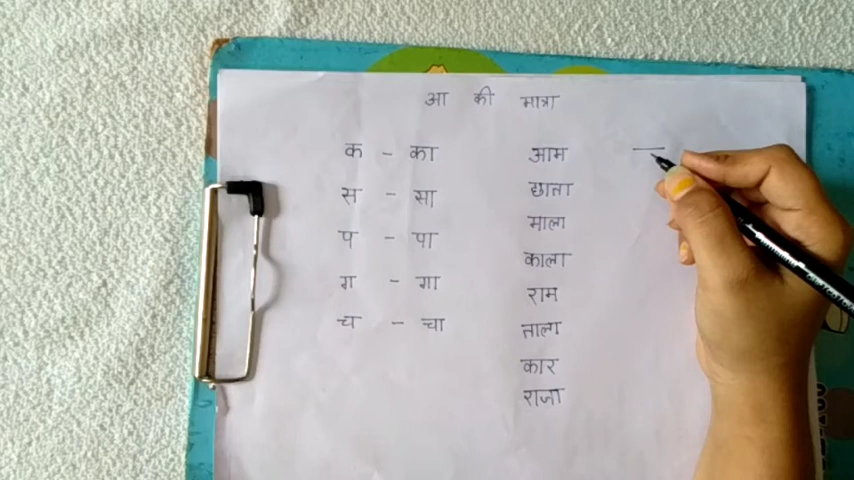 आ की मात्रा
क - का
स - सा
प - पा
ग - गा
च - चा
आम
छाता
माला
काला
राम
ताला
कार
राजा